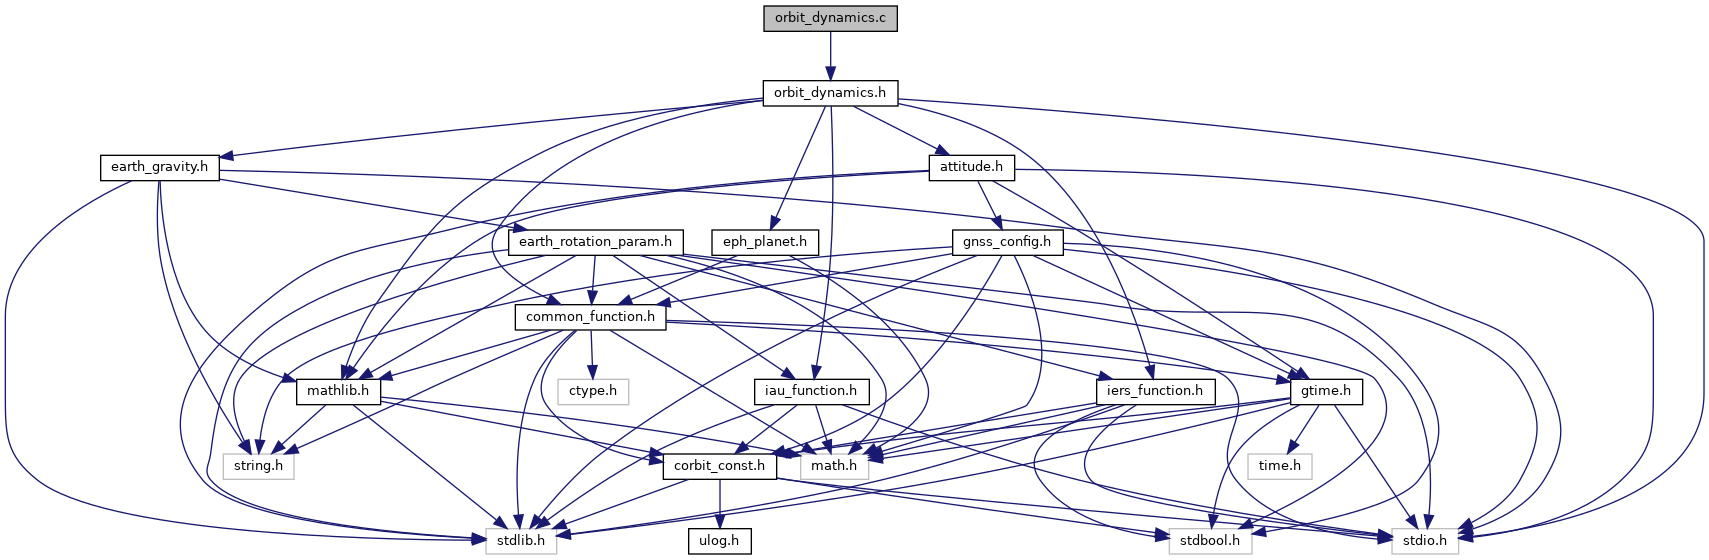 orbit_dynamics.c
orbit_dynamics.h
earth_gravity.h
attitude.h
earth_rotation_param.h
eph_planet.h
gnss_config.h
common_function.h
mathlib.h
ctype.h
iau_function.h
iers_function.h
gtime.h
string.h
corbit_const.h
math.h
time.h
stdlib.h
ulog.h
stdbool.h
stdio.h